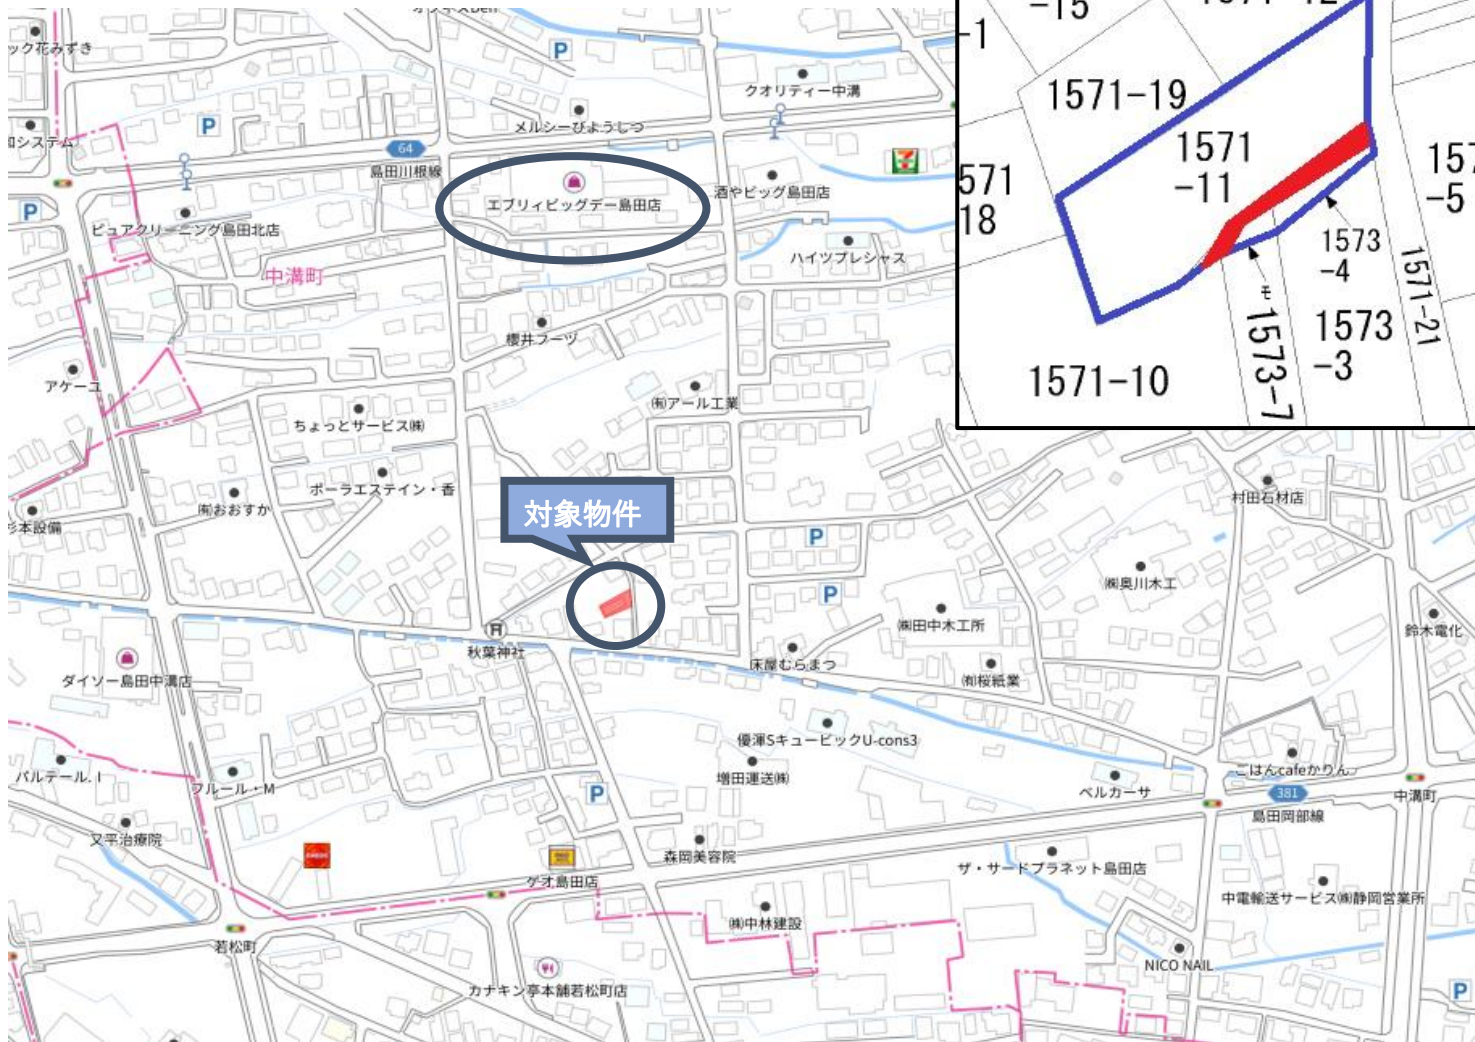 P
クオリティー中溝
メルシーびようしつ
P
64
島田川根線
エブリィビッグデー島田店
酒やビッグ島田店
P
ピュアクリーニング島田北店
ハイツプレシャス
中溝町
櫻井フーヅ
アケーユ
㈲アール工業
ちょっとサービス㈱
ポーラエステイン・香
㈲おおすか
杉本設備
対象物件
P
P
村田石材店
㈱奥川木工
㈱田中木工所
鈴木電化
秋葉神社
床屋むらまつ
㈲桜紙業
ダイソー島田中溝店
優渾SキュービックU-cons3
増田運送㈱
ごはんcafeかりん
バルテール.I
フルール・M
P
ベルカーサ
381
中溝町
島田岡部線
又平治療院
森岡美容院
ザ・サードプラネット島田店
ENEOS
ゲオ島田店
中電輸送サービス㈱静岡営業所
㈱中林建設
若松町
NICO NAIL
カナキン亭本舗若松町店
P
-15
-1
1571-19
1571
-11
571
18
157
-5
1573
-4
1571-21
モ
1573-7
1573
-3
1571-10